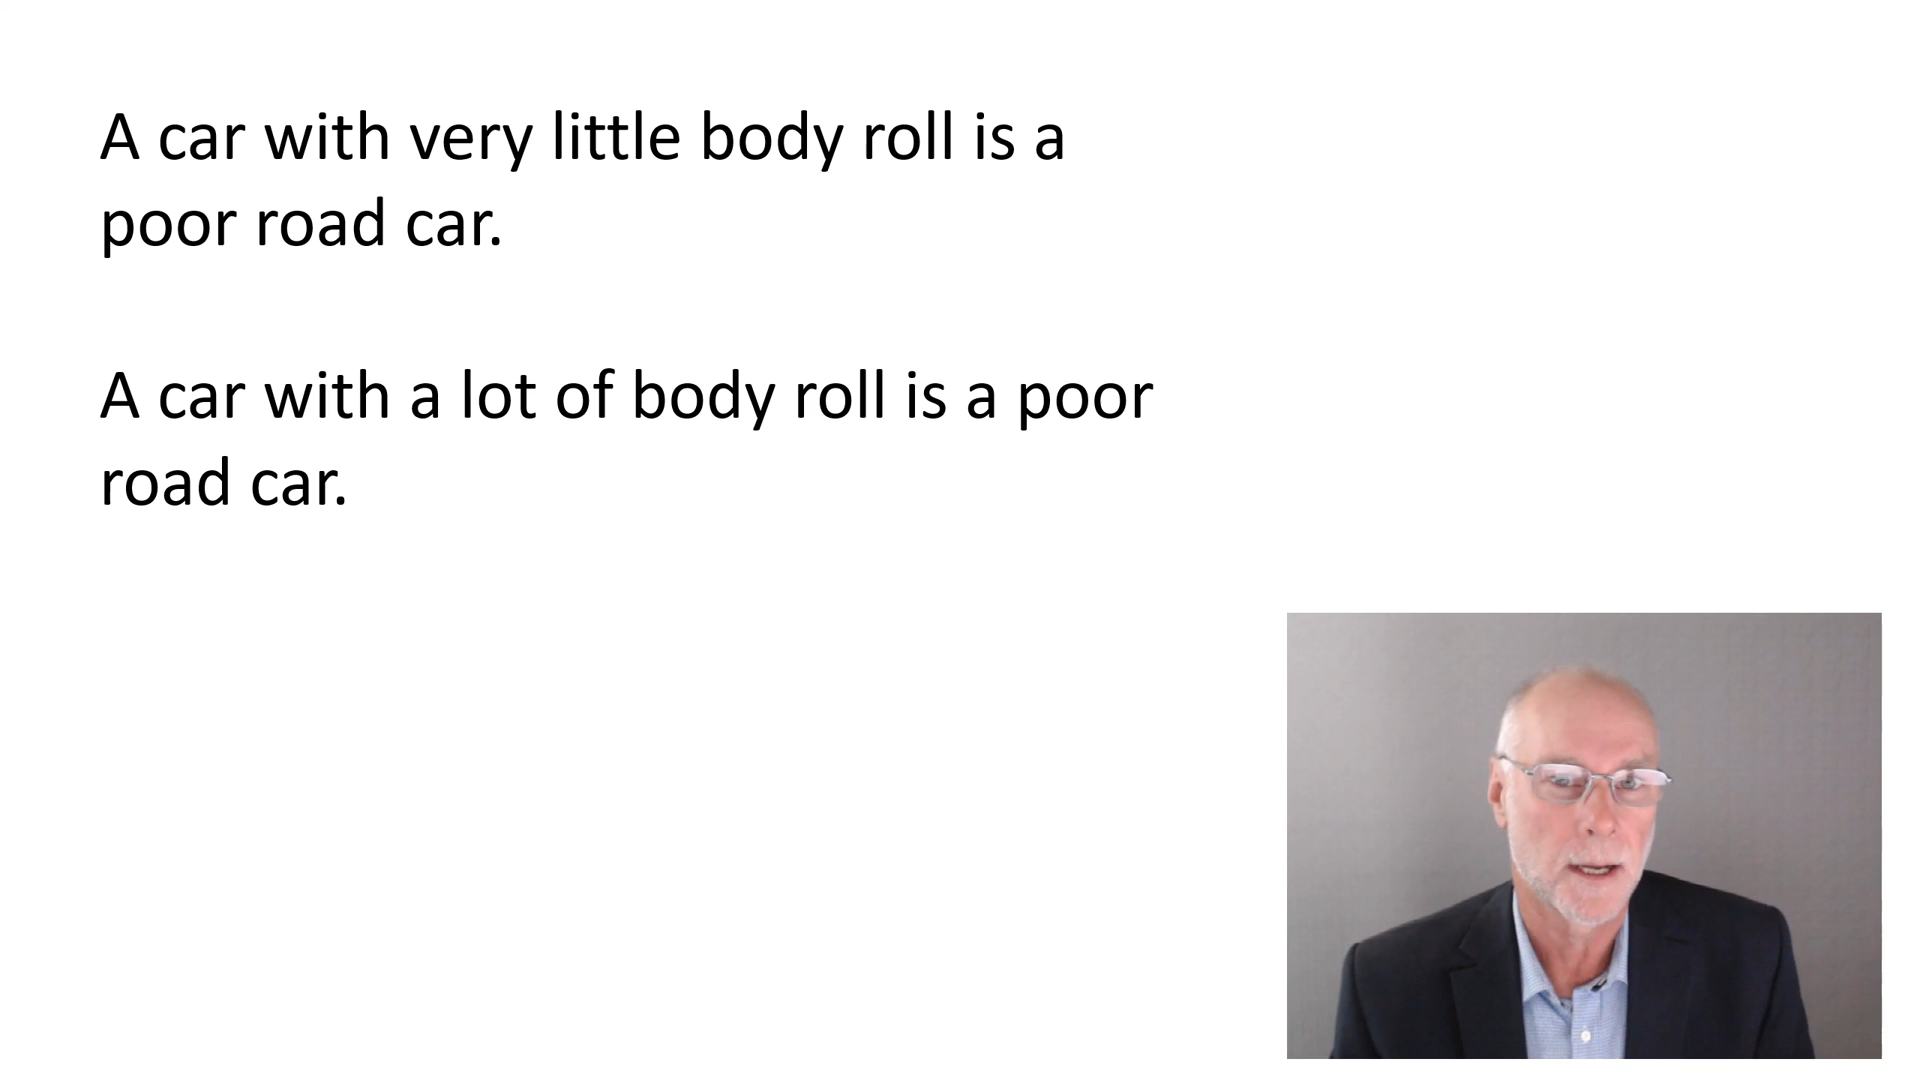 A car with very little body roll is a
poor road car.
A car with a lot of body roll is a poor
road car.